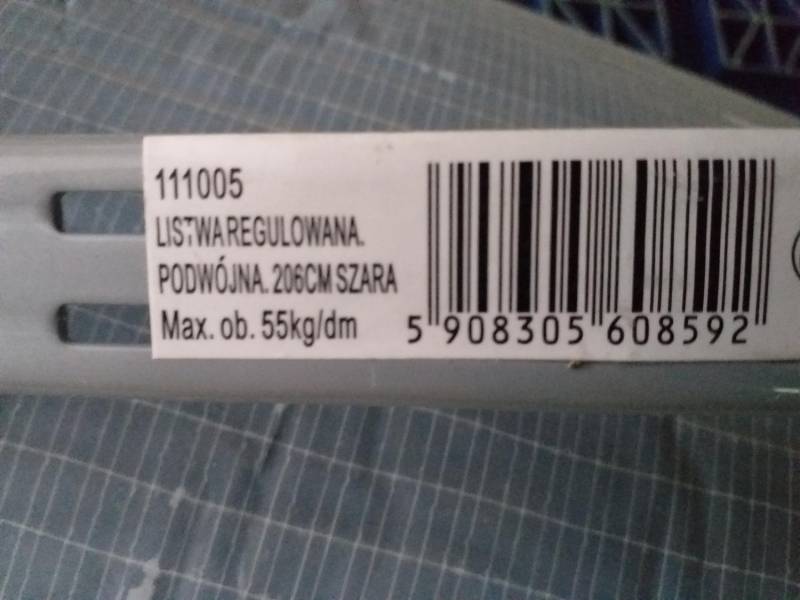 111005
LISTWA REGULOWANA.
PODWÓJNA. 206CM SZARA
Max. ob. 55kg/dm
5 908305 608592